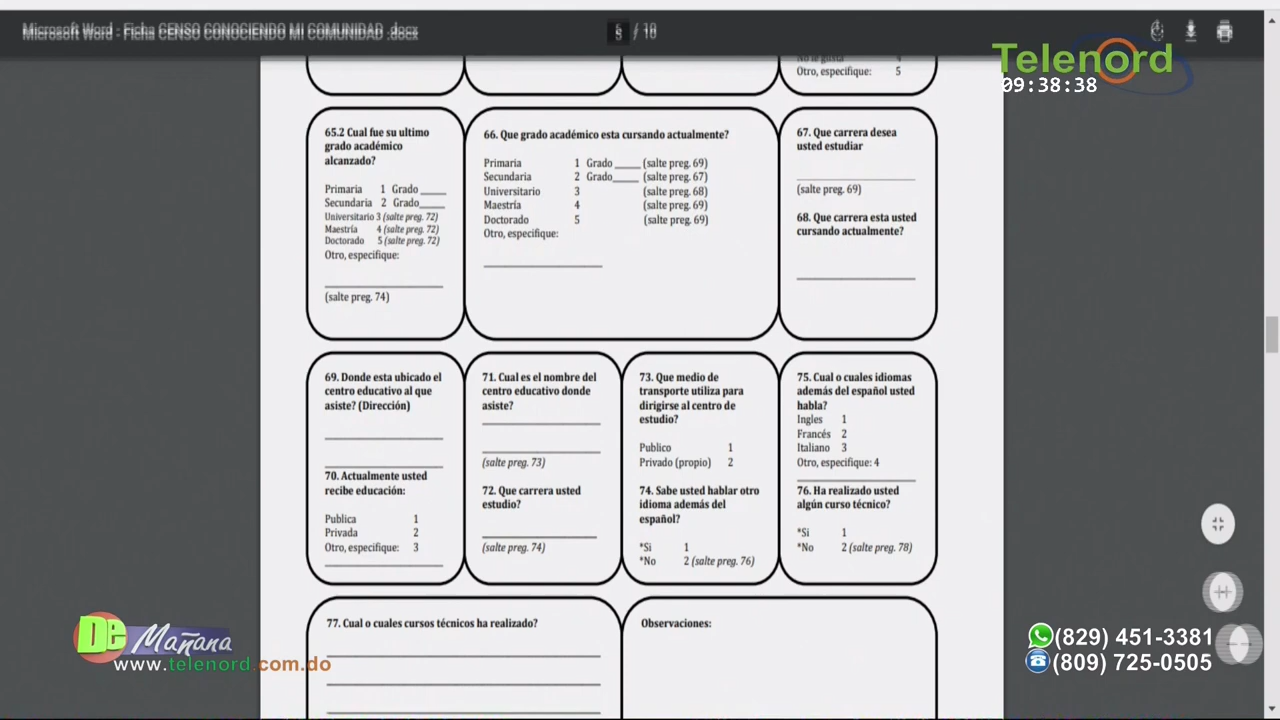 Microsoft Word - Ficha CENSO CONOCIENDO MI COMUNIDAD .docx
/ 10
Telenord
09:38:38
No le gusta 4
Otro, especifique: 5
65.2 Cual fue su ultimo
grado académico
alcanzado?
Primaria 1 Grado _____
Secundaria 2 Grado_____
Universitario 3 (salte preg. 72)
Maestría 4 (salte preg. 72)
Doctorado 5 (salte preg. 72)
Otro, especifique:
(salte preg. 74)
66. Que grado académico esta cursando actualmente?
Primaria 1 Grado _____ (salte preg. 69)
Secundaria 2 Grado_____ (salte preg. 67)
Universitario 3 (salte preg. 68)
Maestría 4 (salte preg. 69)
Doctorado 5 (salte preg. 69)
Otro, especifique:
67. Que carrera desea
usted estudiar
(salte preg. 69)
68. Que carrera esta usted
cursando actualmente?
69. Donde esta ubicado el
centro educativo al que
asiste? (Dirección)
70. Actualmente usted
recibe educación:
Publica 1
Privada 2
Otro, especifique: 3
71. Cual es el nombre del
centro educativo donde
asiste?
(salte preg. 73)
72. Que carrera usted
estudio?
(salte preg. 74)
73. Que medio de
transporte utiliza para
dirigirse al centro de
estudio?
Publico 1
Privado (propio) 2
74. Sabe usted hablar otro
idioma además del
español?
*Si 1
*No 2 (salte preg. 76)
75. Cual o cuales idiomas
además del español usted
habla?
Ingles 1
Francés 2
Italiano 3
Otro, especifique: 4
76. Ha realizado usted
algún curso técnico?
*Si 1
*No 2 (salte preg. 78)
77. Cual o cuales cursos técnicos ha realizado?
Observaciones:
De Mañana
www.telenord.com.do
(829) 451-3381
(809) 725-0505